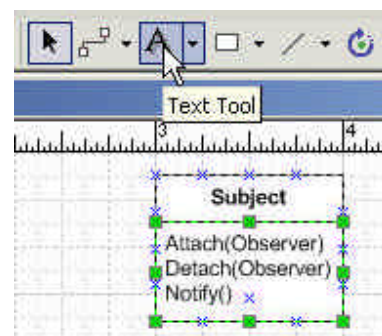 A
Text Tool
3 4
Subject
Attach(Observer)
Detach(Observer)
Notify()